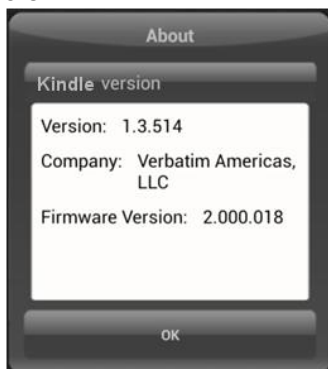 About
Kindle version
Version: 1.3.514
Company: Verbatim Americas,
LLC
Firmware Version: 2.000.018
OK